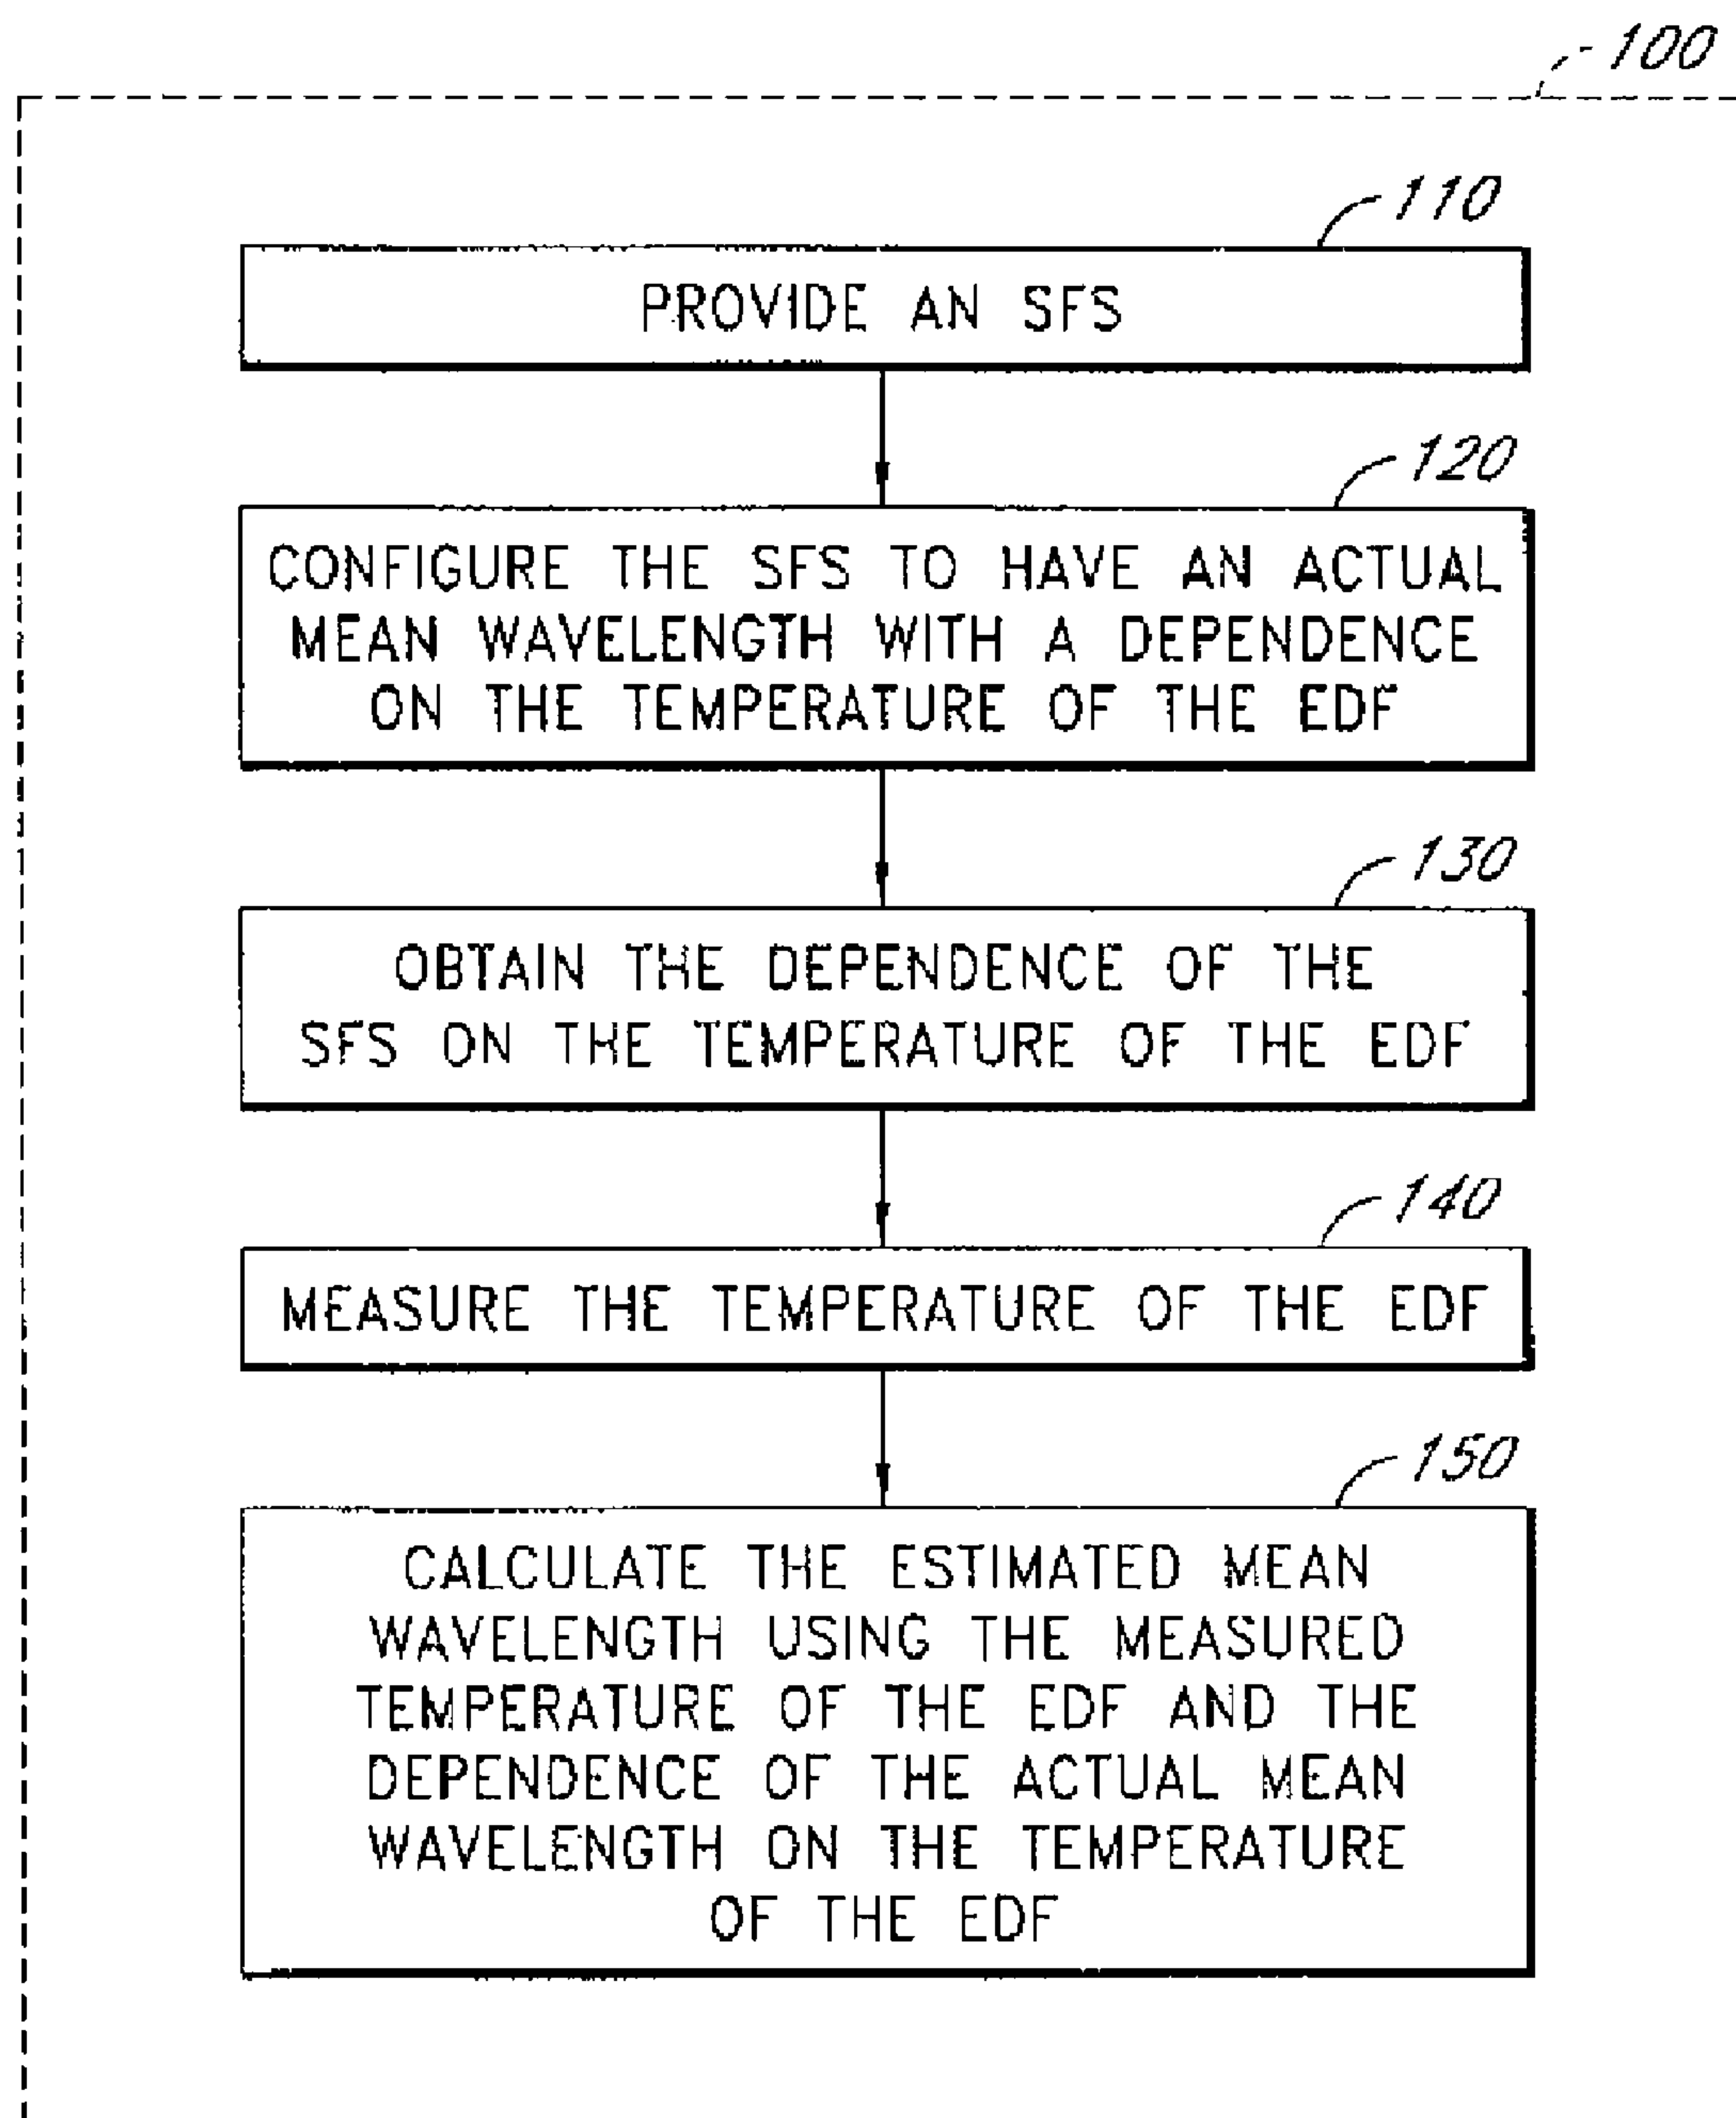 100
110
PROVIDE AN SFS
120
CONFIGURE THE SFS TO HAVE AN ACTUAL
MEAN WAVELENGTH WITH A DEPENDENCE
ON THE TEMPERATURE OF THE EDF
130
OBTAIN THE DEPENDENCE OF THE
SFS ON THE TEMPERATURE OF THE EDF
140
MEASURE THE TEMPERATURE OF THE EDF
150
CALCULATE THE ESTIMATED MEAN
WAVELENGTH USING THE MEASURED
TEMPERATURE OF THE EDF AND THE
DEPENDENCE OF THE ACTUAL MEAN
WAVELENGTH ON THE TEMPERATURE
OF THE EDF